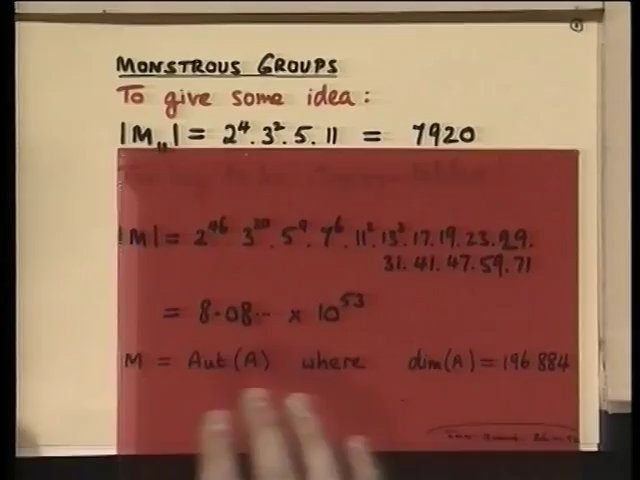 MONSTROUS GROUPS
To give some idea:
|M₁₁| = 2⁴. 3². 5. 11 = 7920
|M| = 2⁴⁶ 3²⁰. 5⁹. 7⁶. 11². 13³. 17. 19. 23. 29.
31. 41. 47. 59. 71
= 8.08.. × 10⁵³
M = Aut(A) where dim(A) = 196 884